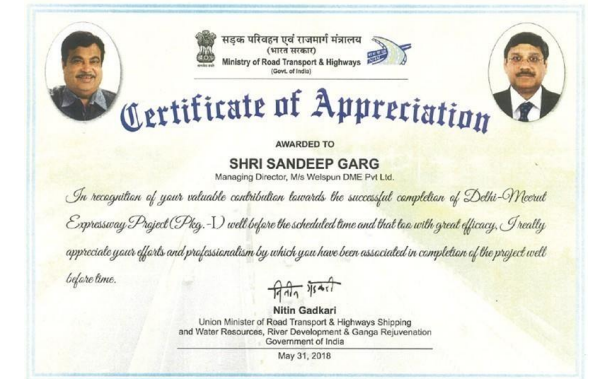 सड़क परिवहन एवं राजमार्ग मंत्रालय
(भारत सरकार)
Ministry of Road Transport & Highways
(Govt. of India)
Certificate of Appreciation
AWARDED TO
SHRI SANDEEP GARG
Managing Director, M/s Welspun DME Pvt Ltd.
In recognition of your valuable contribution towards the successful completion of Delhi-Meerut
Expressway Project (Pkg.-I) well before the scheduled time and that too with great efficacy, I really
appreciate your efforts and professionalism by which you have been associated in completion of the project well
before time.
नितीन गडकरी
Nitin Gadkari
Union Minister of Road Transport & Highways Shipping
and Water Resources, River Development & Ganga Rejuvenation
Government of India
May 31, 2018